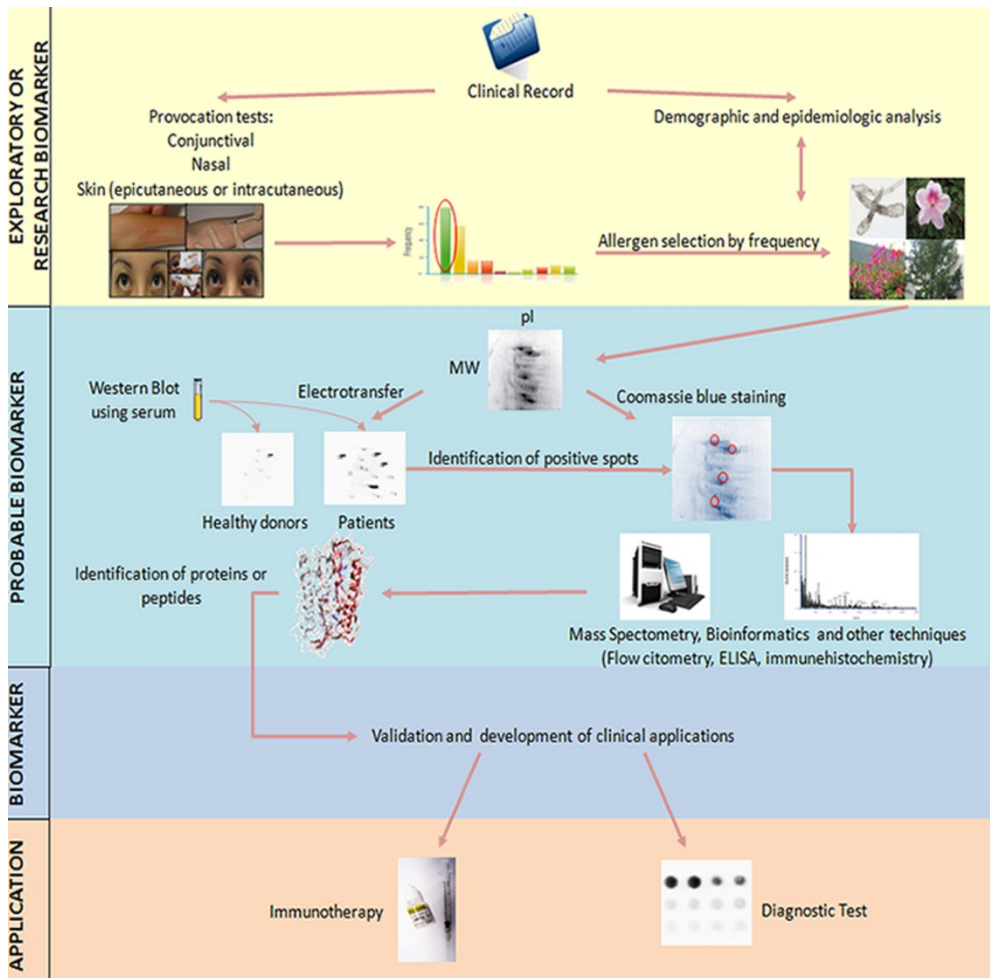 EXPLORATORY OR
RESEARCH BIOMARKER
Clinical Record
Provocation tests:
Conjunctival
Nasal
Skin (epicutaneous or intracutaneous)
Demographic and epidemiologic analysis
Frequency
Allergen selection by frequency
PROBABLE BIOMARKER
pI
MW
Western Blot
using serum
Electrotransfer
Coomassie blue staining
Identification of positive spots
Healthy donors
Patients
Identification of proteins or
peptides
Mass Spectometry, Bioinformatics and other techniques
(Flow citometry, ELISA, immunehistochemistry)
BIOMARKER
Validation and development of clinical applications
APPLICATION
Immunotherapy
Diagnostic Test